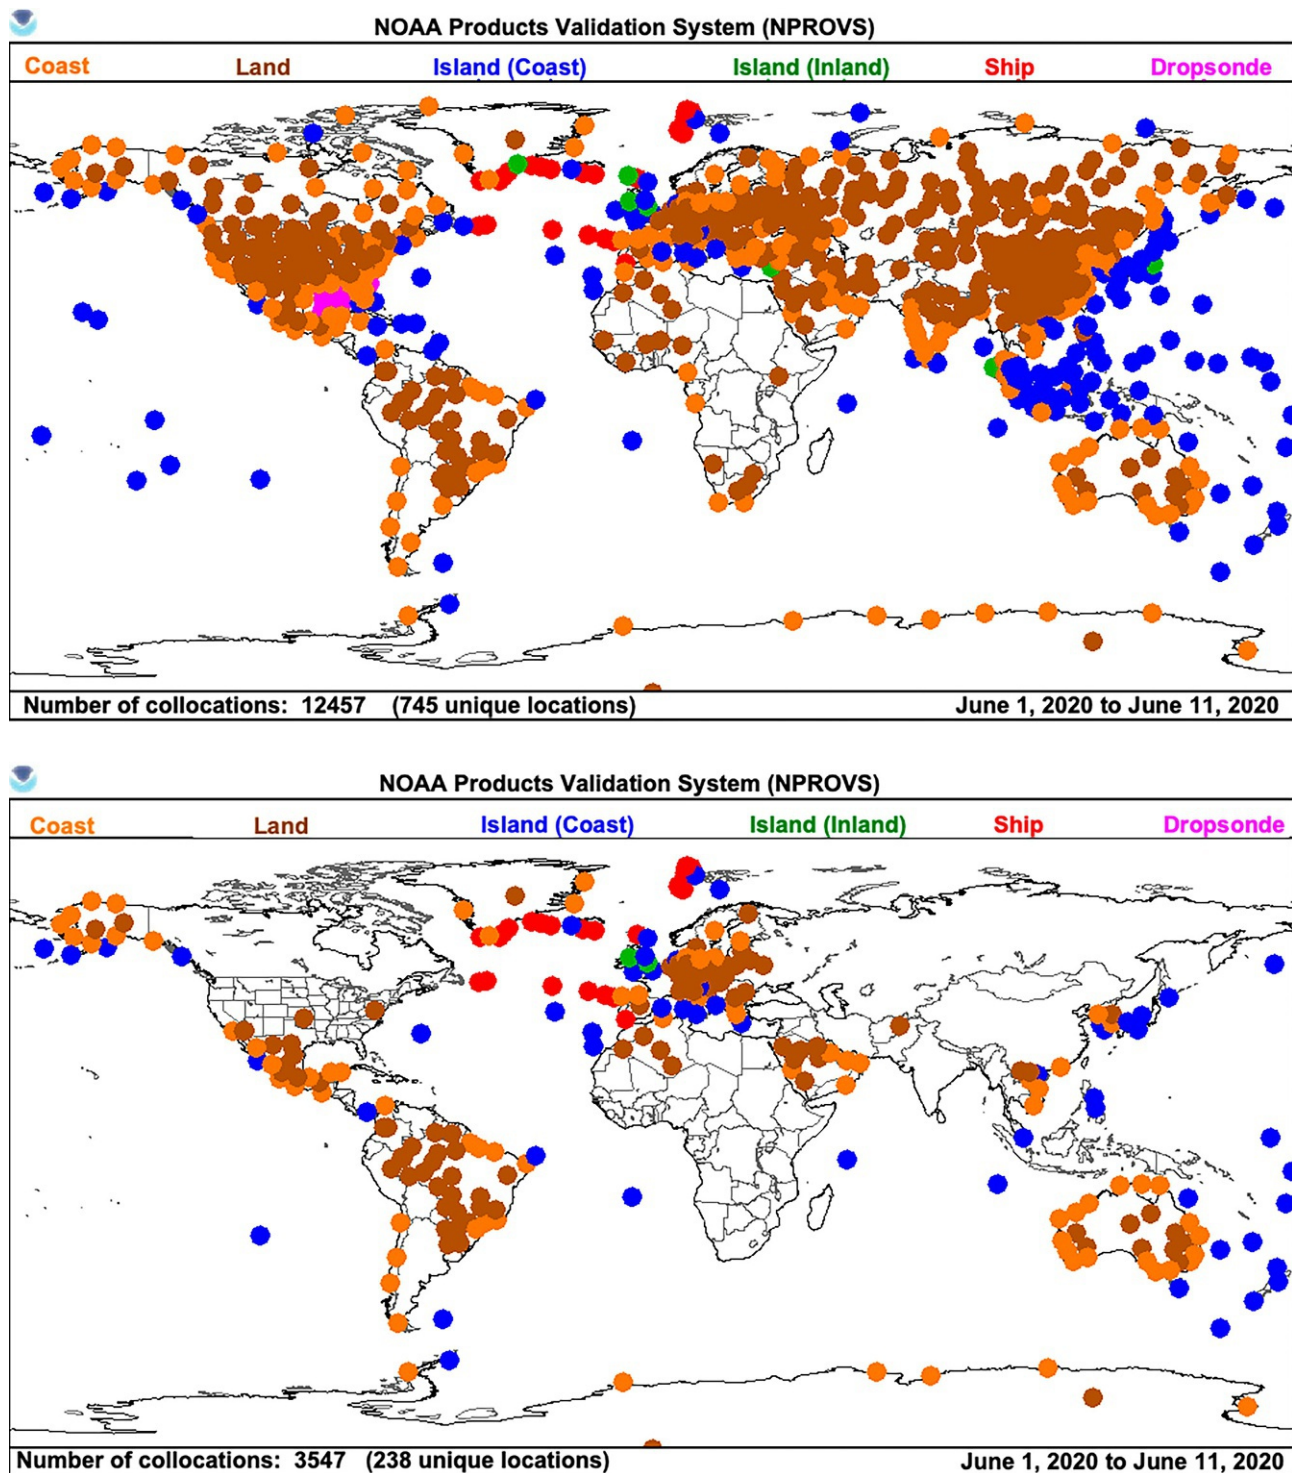 NOAA Products Validation System (NPROVS)
Coast Land Island (Coast) Island (Inland) Ship Dropsonde
Number of collocations: 12457 (745 unique locations) June 1, 2020 to June 11, 2020
NOAA Products Validation System (NPROVS)
Coast Land Island (Coast) Island (Inland) Ship Dropsonde
Number of collocations: 3547 (238 unique locations) June 1, 2020 to June 11, 2020